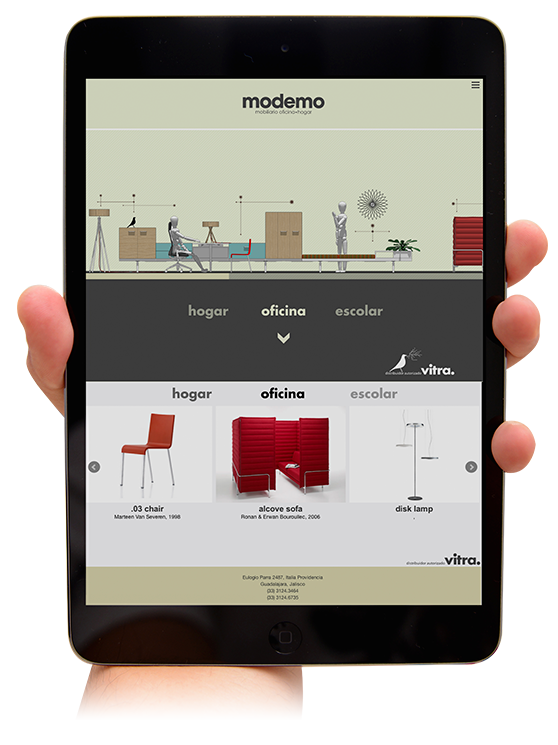 modemo
mobiliario oficina+hogar
hogar oficina escolar
distribuidor autorizado vitra.
hogar oficina escolar
.03 chair
Marteen Van Severen, 1998
alcove sofa
Ronan & Erwan Bouroullec, 2006
disk lamp
distribuidor autorizado vitra.
Eulogio Parra 2487, Italia Providencia
Guadalajara, Jalisco
(33) 3124.3464
(33) 3124.6735